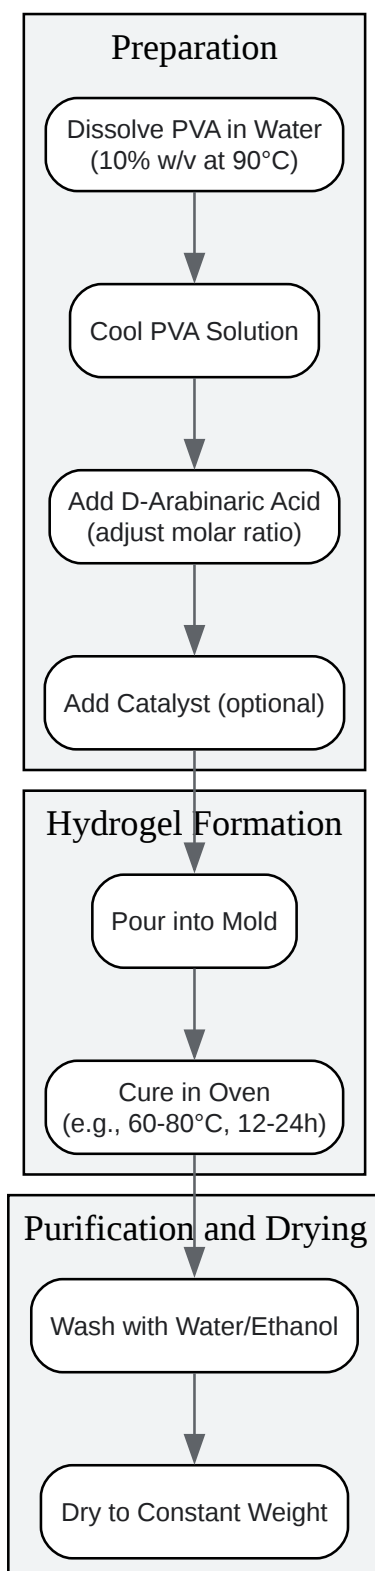 Preparation
Dissolve PVA in Water
(10% w/v at 90°C)
Cool PVA Solution
Add D-Arabinaric Acid
(adjust molar ratio)
Add Catalyst (optional)
Hydrogel Formation
Pour into Mold
Cure in Oven
(e.g., 60-80°C, 12-24h)
Purification and Drying
Wash with Water/Ethanol
Dry to Constant Weight